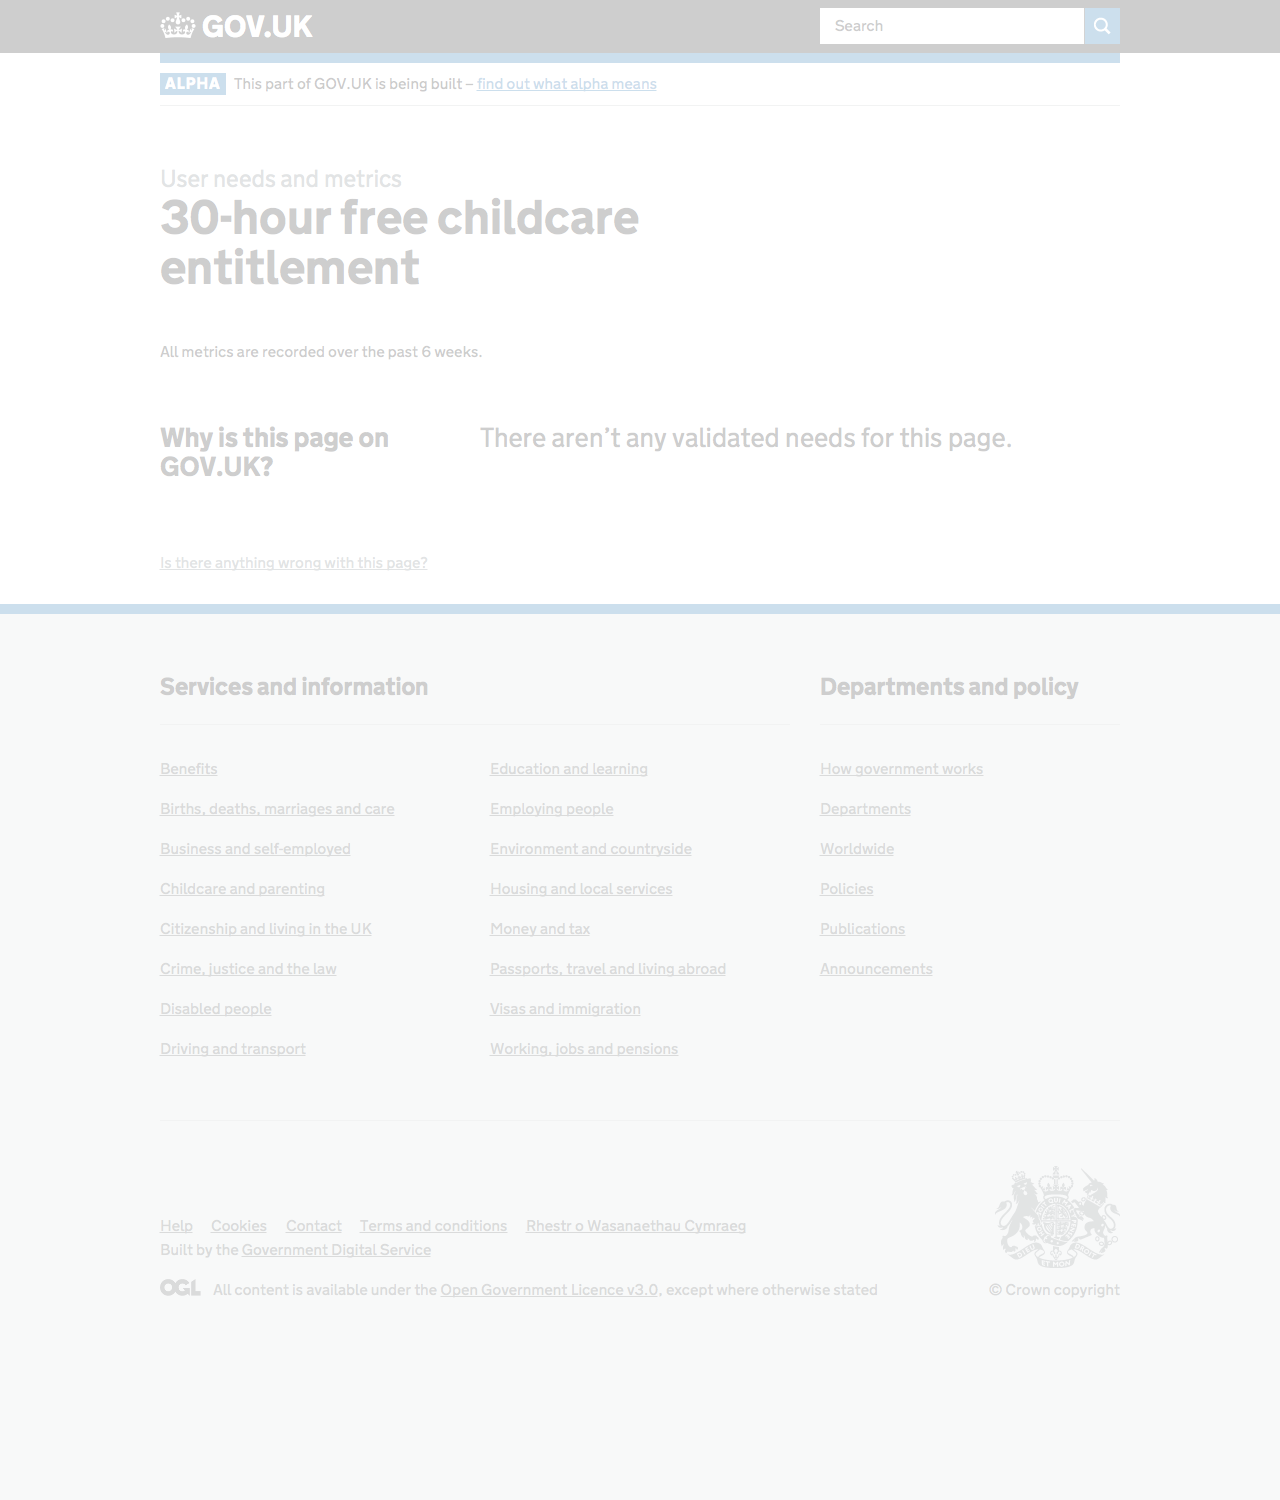 GOV.UK
Search
ALPHA This part of GOV.UK is being built – find out what alpha means
User needs and metrics
30-hour free childcare
entitlement
All metrics are recorded over the past 6 weeks.
Why is this page on
GOV.UK?
There aren’t any validated needs for this page.
Is there anything wrong with this page?
Services and information
Benefits
Births, deaths, marriages and care
Business and self-employed
Childcare and parenting
Citizenship and living in the UK
Crime, justice and the law
Disabled people
Driving and transport
Education and learning
Employing people
Environment and countryside
Housing and local services
Money and tax
Passports, travel and living abroad
Visas and immigration
Working, jobs and pensions
Departments and policy
How government works
Departments
Worldwide
Policies
Publications
Announcements
Help Cookies Contact Terms and conditions Rhestr o Wasanaethau Cymraeg
Built by the Government Digital Service
OGL All content is available under the Open Government Licence v3.0, except where otherwise stated
© Crown copyright